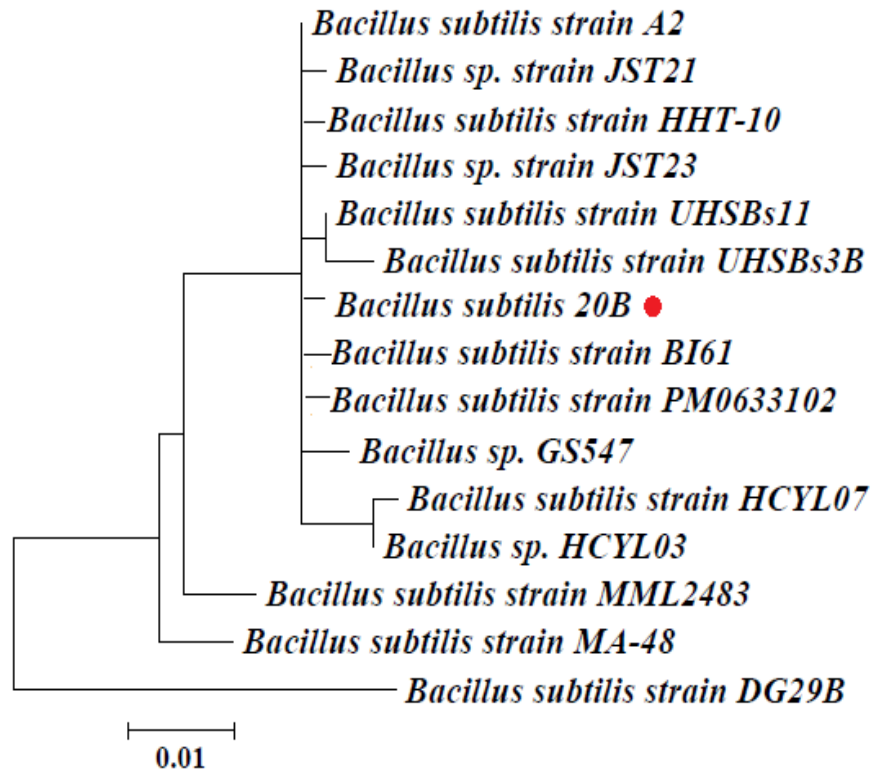 Bacillus subtilis strain A2
Bacillus sp. strain JST21
Bacillus subtilis strain HHT-10
Bacillus sp. strain JST23
Bacillus subtilis strain UHSBs11
Bacillus subtilis strain UHSBs3B
Bacillus subtilis 20B
Bacillus subtilis strain BI61
Bacillus subtilis strain PM0633102
Bacillus sp. GS547
Bacillus subtilis strain HCYL07
Bacillus sp. HCYL03
Bacillus subtilis strain MML2483
Bacillus subtilis strain MA-48
Bacillus subtilis strain DG29B
0.01